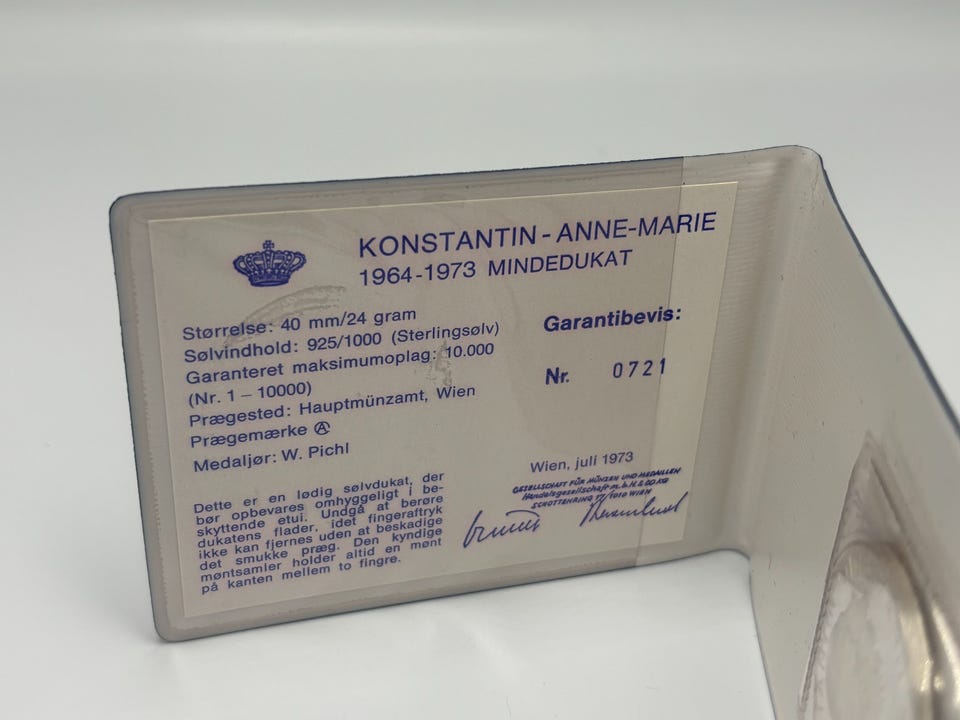 KONSTANTIN - ANNE-MARIE
1964-1973 MINDEDUKAT
Størrelse: 40 mm/24 gram
Sølvindhold: 925/1000 (Sterlingsølv)
Garanteret maksimumoplag: 10.000
(Nr. 1 – 10000)
Prægested: Hauptmünzamt, Wien
Prægemærke Ⓐ
Medaljør: W. Pichl
Garantibevis:
Nr. 0721
Dette er en lødig sølvdukat, der
bør opbevares omhyggeligt i be-
skyttende etui. Undgå at berøre
dukatens flader, idet fingeraftryk
ikke kan fjernes uden at beskadige
det smukke præg. Den kyndige
møntsamler holder altid en mønt
på kanten mellem to fingre.
Wien, juli 1973
GESELLSCHAFT FÜR MÜNZEN UND MEDAILLEN
Handelsgesellschaft m.b.H. & CO KG
SCHOTTENRING 17 / 1010 WIEN